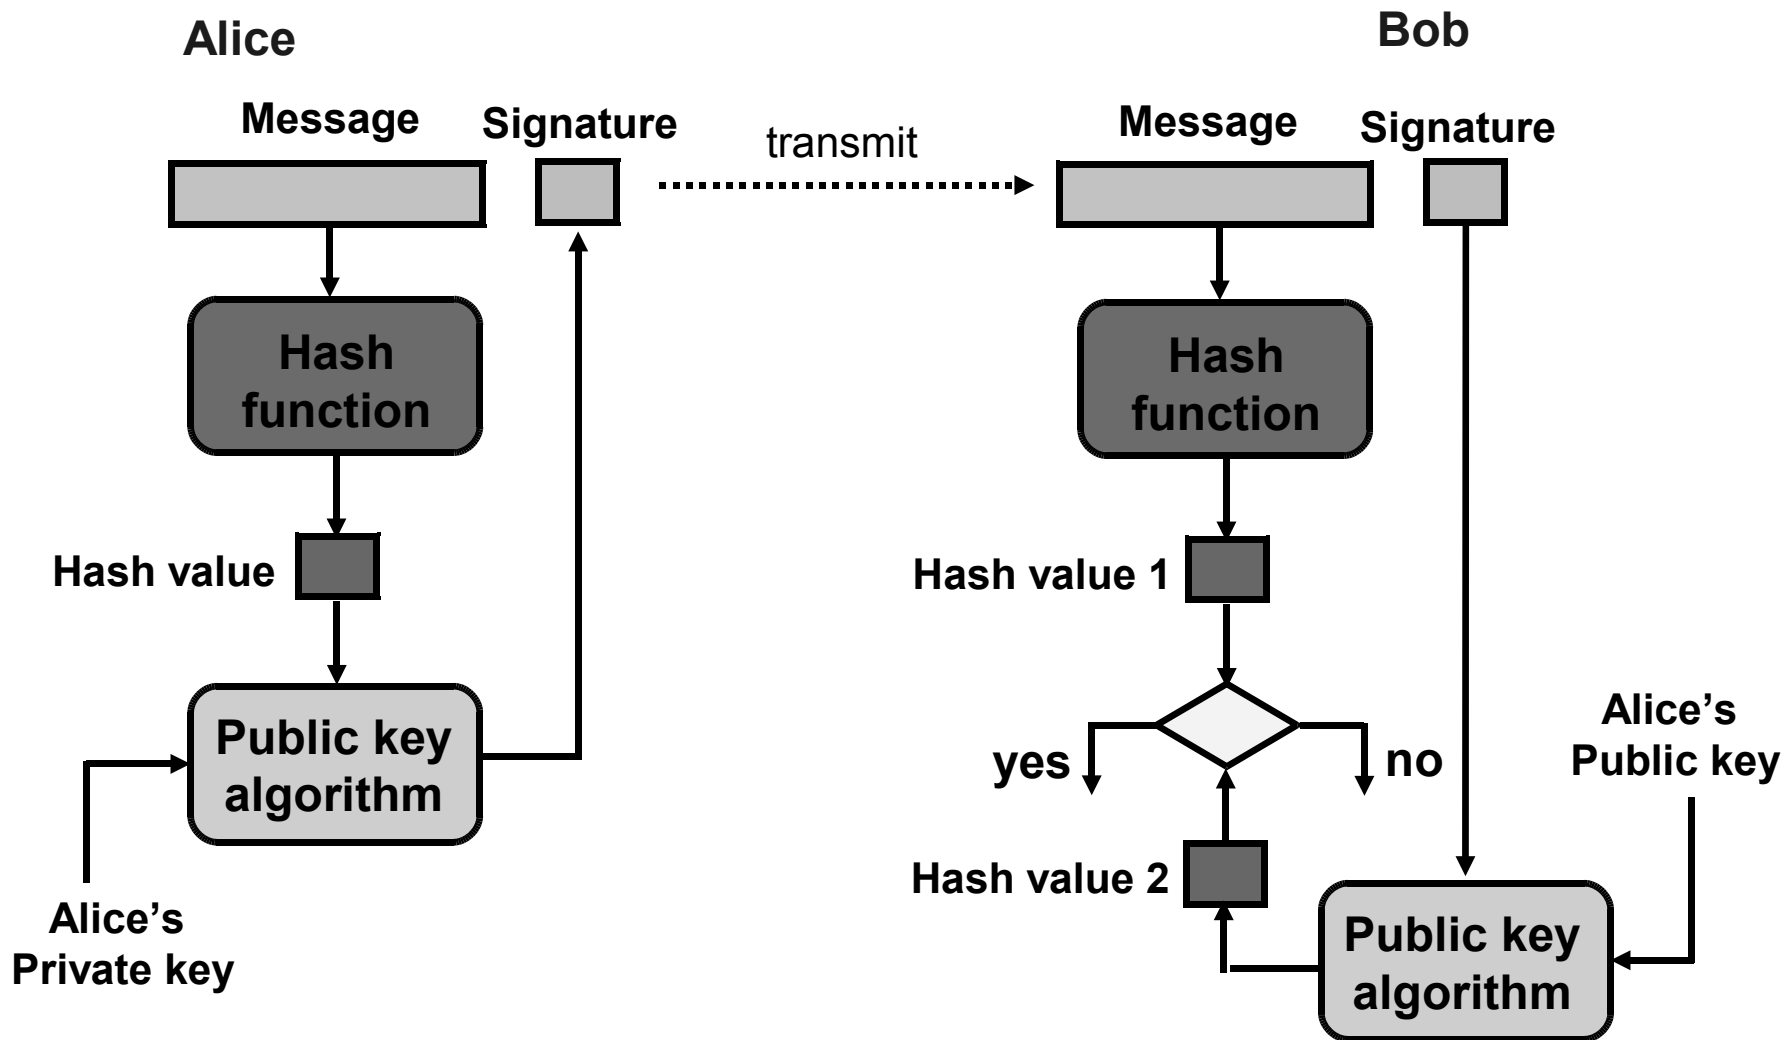 Alice
Bob
Message
Signature
transmit
Message
Signature
Hash
function
Hash
function
Hash value
Hash value 1
Public key
algorithm
yes
no
Alice’s
Public key
Hash value 2
Alice’s
Private key
Public key
algorithm